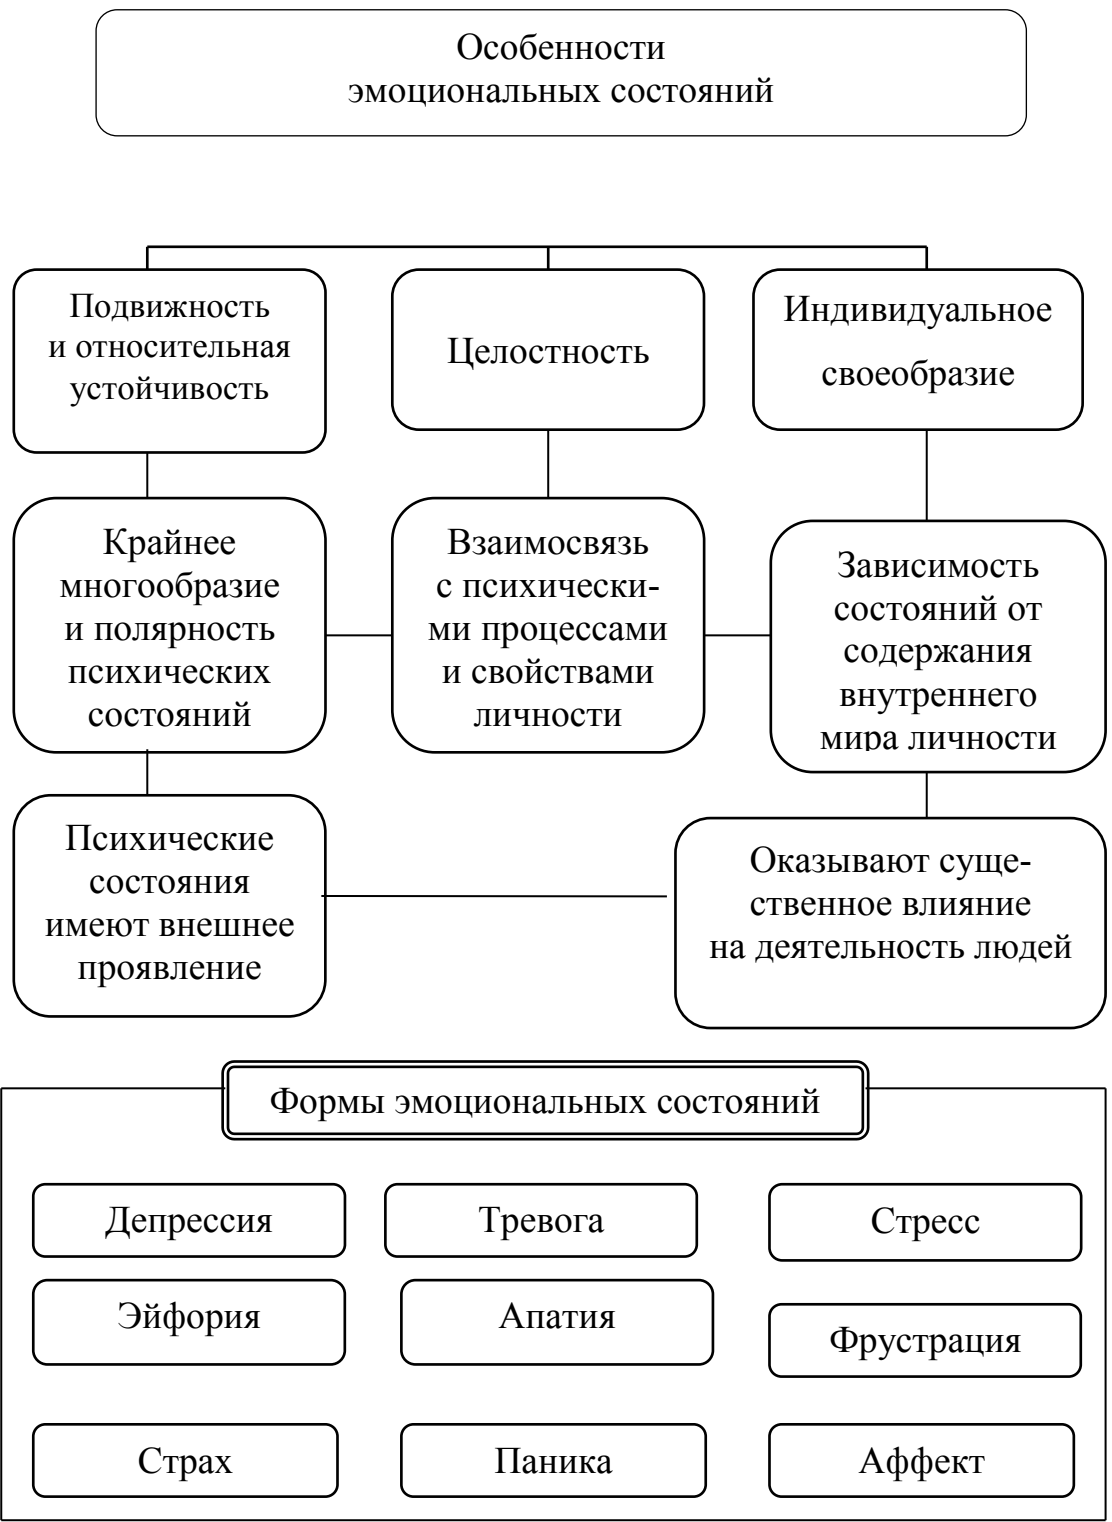 Особенности
эмоциональных состояний
Подвижность
и относительная
устойчивость
Целостность
Индивидуальное
своеобразие
Крайнее
многообразие
и полярность
психических
состояний
Взаимосвязь
с психически-
ми процессами
и свойствами
личности
Зависимость
состояний от
содержания
внутреннего
мира личности
Психические
состояния
имеют внешнее
проявление
Оказывают суще-
ственное влияние
на деятельность людей
Формы эмоциональных состояний
Депрессия
Тревога
Стресс
Эйфория
Апатия
Фрустрация
Страх
Паника
Аффект